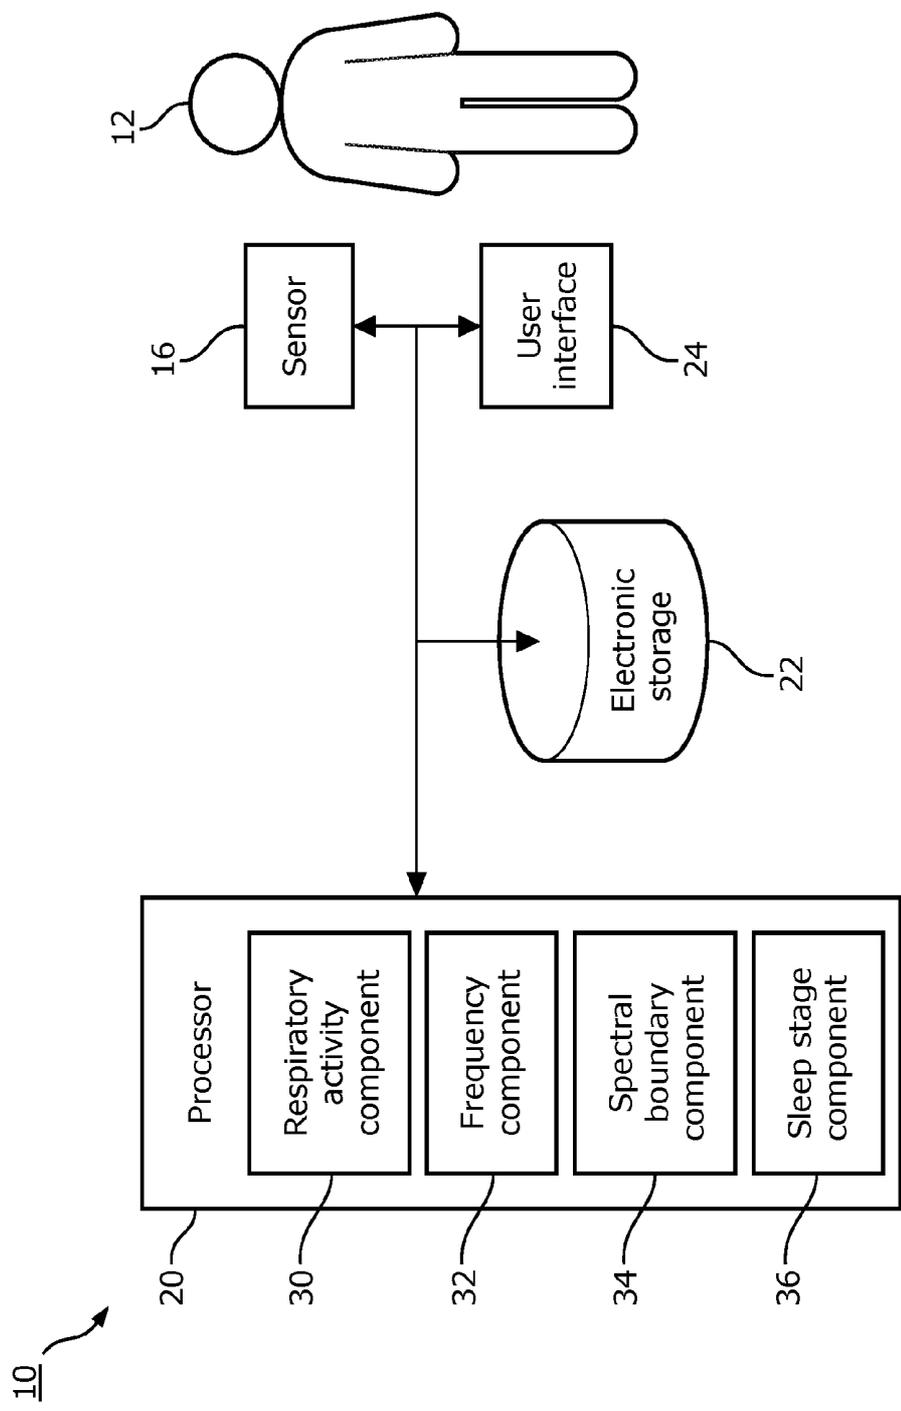 10
20
Processor
30
Respiratory
activity
component
32
Frequency
component
34
Spectral
boundary
component
36
Sleep stage
component
Electronic
storage
22
16
Sensor
User
interface
24
12